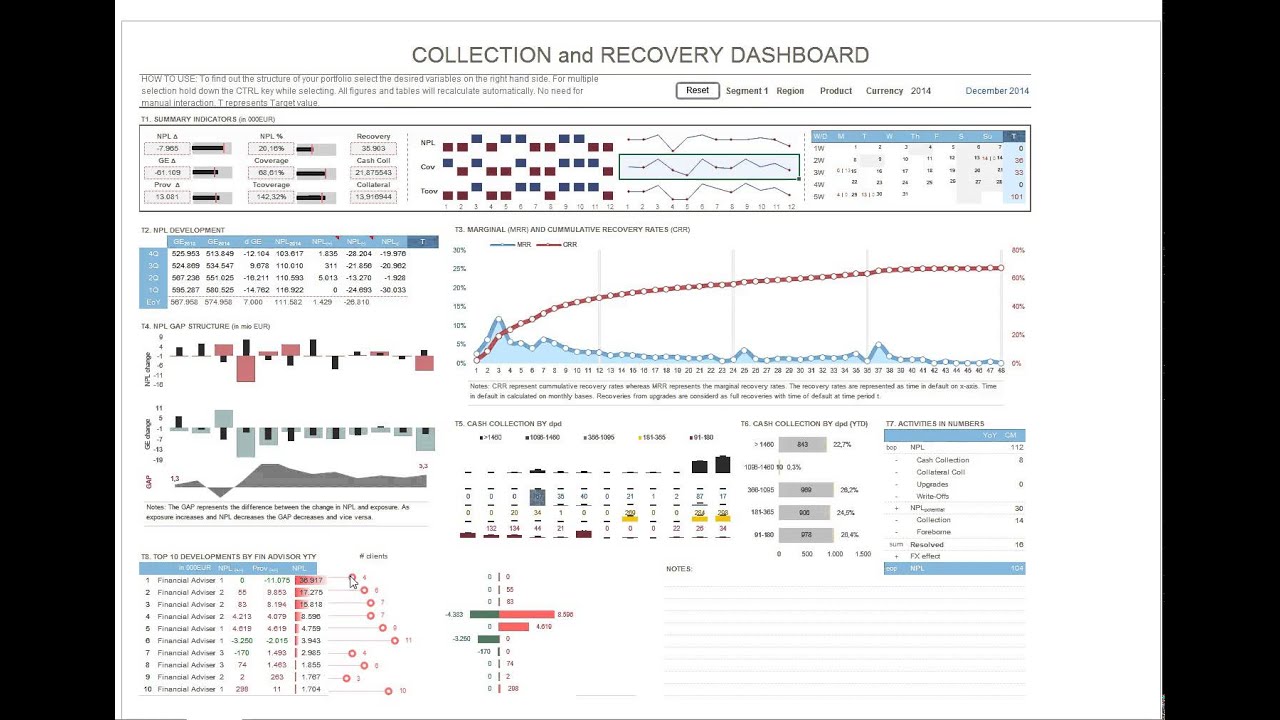 COLLECTION and RECOVERY DASHBOARD
HOW TO USE: To find out the structure of your portfolio select the desired variables on the right hand side. For multiple
selection hold down the CTRL key while selecting. All figures and tables will recalculate automatically. No need for
manual interaction. T represents Target value.
Reset Segment 1 Region Product Currency 2014 December 2014
T1. SUMMARY INDICATORS (in 000EUR)
NPL Δ NPL % Recovery
-7.965 20,16% 35.903
GE Δ Coverage Cash Coll
-61.109 68,61% 21,875543
Prov Δ Tcoverage Collateral
13.081 142,32% 13,916944
NPL
Cov
Tcov
1 2 3 4 5 6 7 8 9 10 11 12
1 2 3 4 5 6 7 8 9 10 11 12
W/D M T W Th F S Su T
1W 1 2 3 4 5 6 7 0
2W 8 9 10 11 12 13 14 36
3W 33
4W 22 23 24 25 26 27 28 0
5W 101
T2. NPL DEVELOPMENT
4Q 525.953 513.849 -12.104 103.617 1.835 -28.204 -19.976
3Q 524.869 534.547 9.678 110.010 311 -21.856 -20.962
2Q 567.236 551.025 -16.211 110.593 5.013 -13.270 -1.928
1Q 595.287 580.525 -14.762 116.922 0 -24.693 -30.033
EoY 567.958 574.958 7.000 111.582 1.429 -26.810
T3. MARGINAL (MRR) AND CUMMULATIVE RECOVERY RATES (CRR)
MRR CRR
30% 80%
25%
20% 60%
15% 40%
10%
5% 20%
0% 0%
1 2 3 4 5 6 7 8 9 10 11 12 13 14 15 16 17 18 19 20 21 22 23 24 25 26 27 28 29 30 31 32 33 34 35 36 37 38 39 40 41 42 43 44 45 46 47 48
Notes: CRR represent cummulative recovery rates whereas MRR represents the marginal recovery rates. The recovery rates are represented as time in default on x-axis. Time
in default is calculated on monthly bases. Recoveries from upgrades are considerd as full recoveries with time of default at time period t.
T4. NPL GAP STRUCTURE (in mio EUR)
NPL change
9
4
-1
-6
-11
-16
GE change
11
5
-1
-7
-13
-19
GAP
1,3
5,3
Notes: The GAP represents the difference between the change in NPL and exposure. As
exposure increases and NPL decreases the GAP decreases and vice versa.
T5. CASH COLLECTION BY dpd
>1460 1096-1460 366-1095 181-365 91-180
0 0 0 35 40 0 21 1 2 87 17
0 0 20 34 1 0 0 269 0 0 284 298
132 134 44 21 0 0 0 22 26 34
T6. CASH COLLECTION BY dpd (YTD)
> 1460 843 22,7%
1096-1460 10 0,3%
366-1095 969 26,2%
181-365 906 24,5%
91-180 978 26,4%
0 500 1.000 1.500
T7. ACTIVITIES IN NUMBERS
YoY CM
bop NPL 112
- Cash Collection 8
- Collateral Coll
- Upgrades 0
- Write-Offs
+ NPLpotential 30
- Collection 14
- Foreborne
sum Resolved 16
+ FX effect
eop NPL 104
T8. TOP 10 DEVELOPMENTS BY FIN ADVISOR YTY # clients
in 000EUR NPL Prov NPL
1 Financial Adviser 1 0 -11.075 36.917 4
2 Financial Adviser 2 55 9.853 17.275 6
3 Financial Adviser 2 83 8.194 15.818 7
4 Financial Adviser 2 4.213 4.079 8.596 7
5 Financial Adviser 1 4.619 4.619 4.759 9
6 Financial Adviser 1 -3.250 -2.015 3.943 11
7 Financial Adviser 3 -170 1.493 2.985 4
8 Financial Adviser 3 74 1.463 1.855 6
9 Financial Adviser 2 2 263 1.767 3
10 Financial Adviser 1 298 11 1.704 10
0 0
0 55
0 83
-4.383 8.596
0 4.619
-3.250 0
-170 0
0 74
0 2
0 298
NOTES: